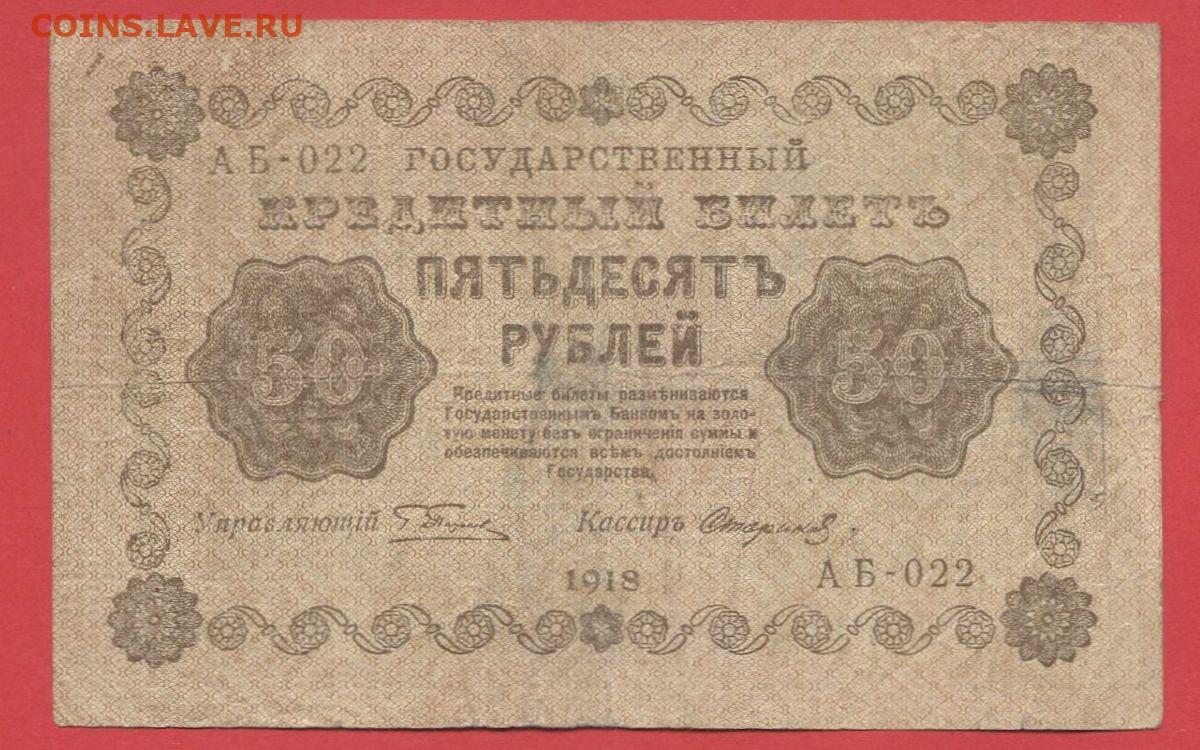 COINS.LAVE.RU
АБ-022 ГОСУДАРСТВЕННЫЙ
КРЕДИТНЫЙ БИЛЕТЪ
ПЯТЬДЕСЯТЪ
РУБЛЕЙ
50 50
Кредитные билеты размѣниваются
Государственнымъ Банкомъ на золо-
тую монету безъ ограниченія суммы и
обезпечиваются всѣмъ достояніемъ
Государства.
Управляющій Кассиръ
1918 АБ-022